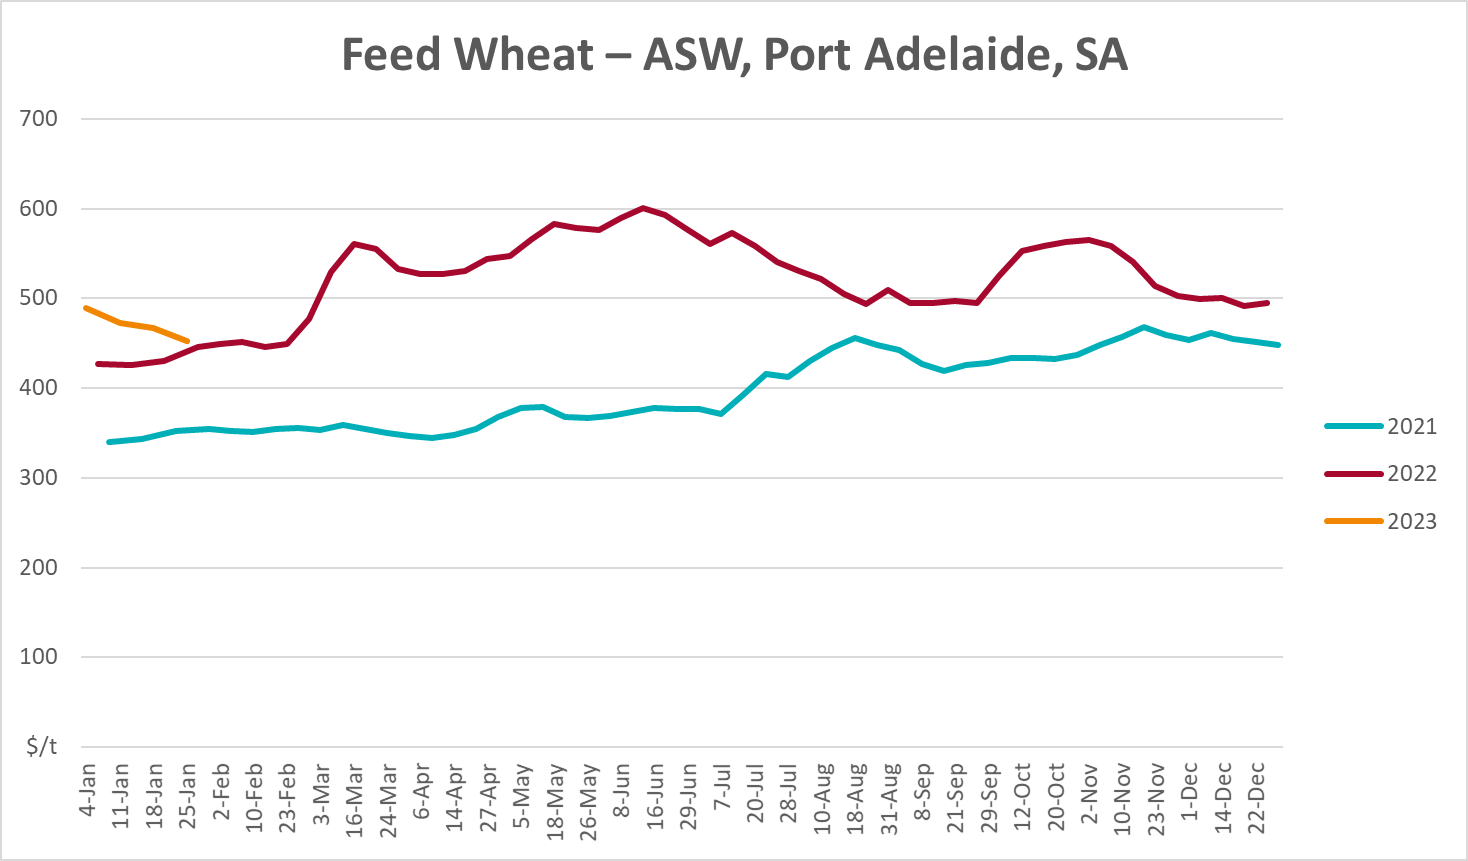 Feed Wheat – ASW, Port Adelaide, SA
700
600
500
400
300
200
100
$/t
4-Jan
11-Jan
18-Jan
25-Jan
2-Feb
10-Feb
23-Feb
3-Mar
16-Mar
24-Mar
6-Apr
14-Apr
27-Apr
5-May
18-May
26-May
8-Jun
16-Jun
29-Jun
7-Jul
20-Jul
28-Jul
10-Aug
18-Aug
31-Aug
8-Sep
21-Sep
29-Sep
12-Oct
20-Oct
2-Nov
10-Nov
23-Nov
1-Dec
14-Dec
22-Dec
2021
2022
2023